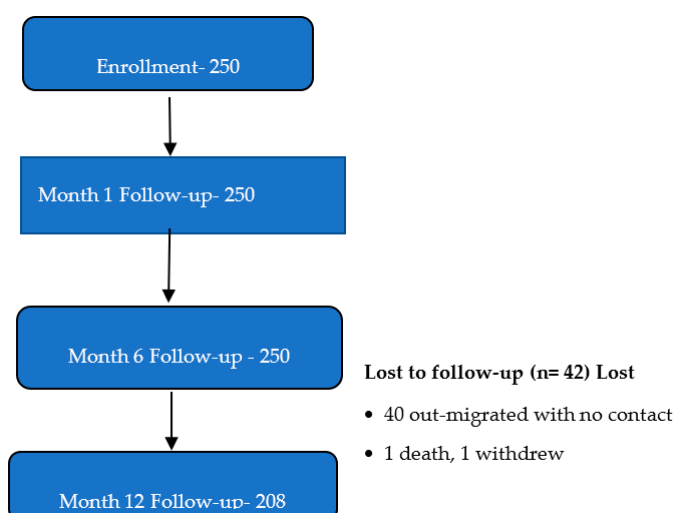 Enrollment- 250
Month 1 Follow-up- 250
Month 6 Follow-up - 250
Lost to follow-up (n= 42) Lost
• 40 out-migrated with no contact
• 1 death, 1 withdrew
Month 12 Follow-up- 208